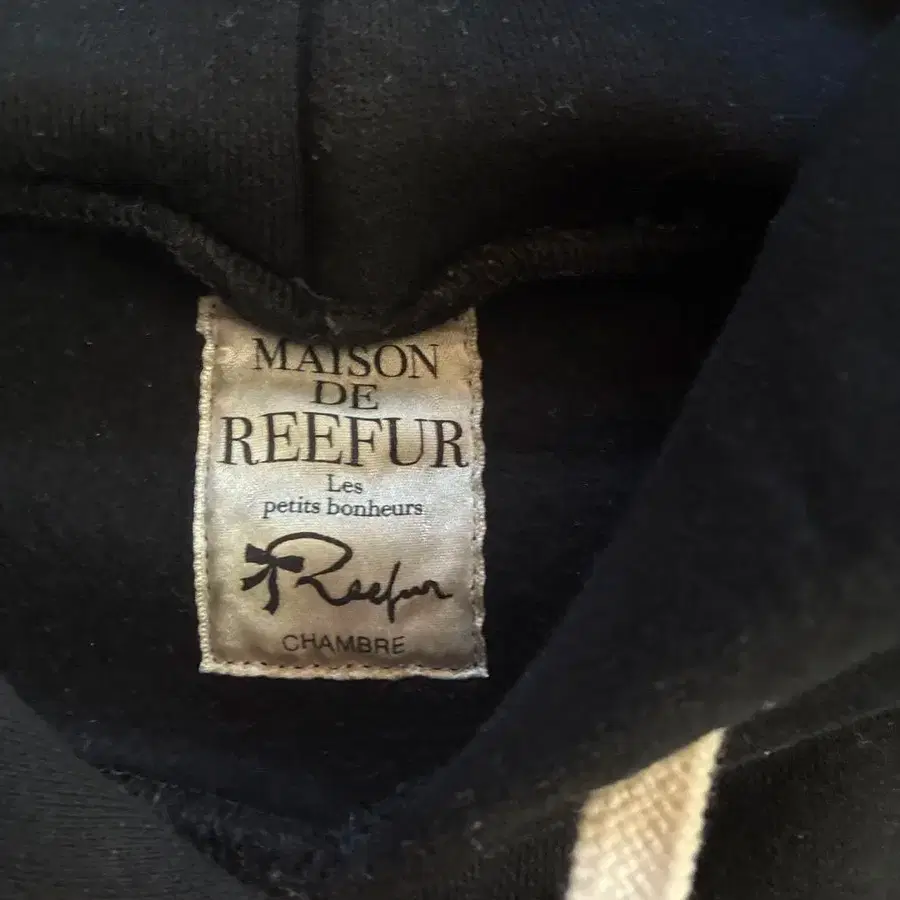 MAISON
DE
REEFUR
Les
petits bonheurs
Reefur
CHAMBRE